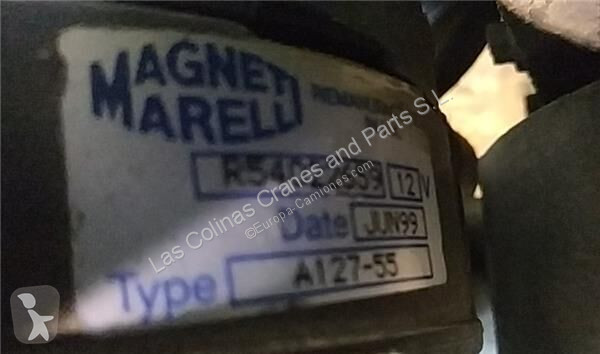 MAGNETI
MARELLI
12 V
Date JUN99
Type A127-55
Las Colinas Cranes and Parts S.L.
©Europa-Camiones.com